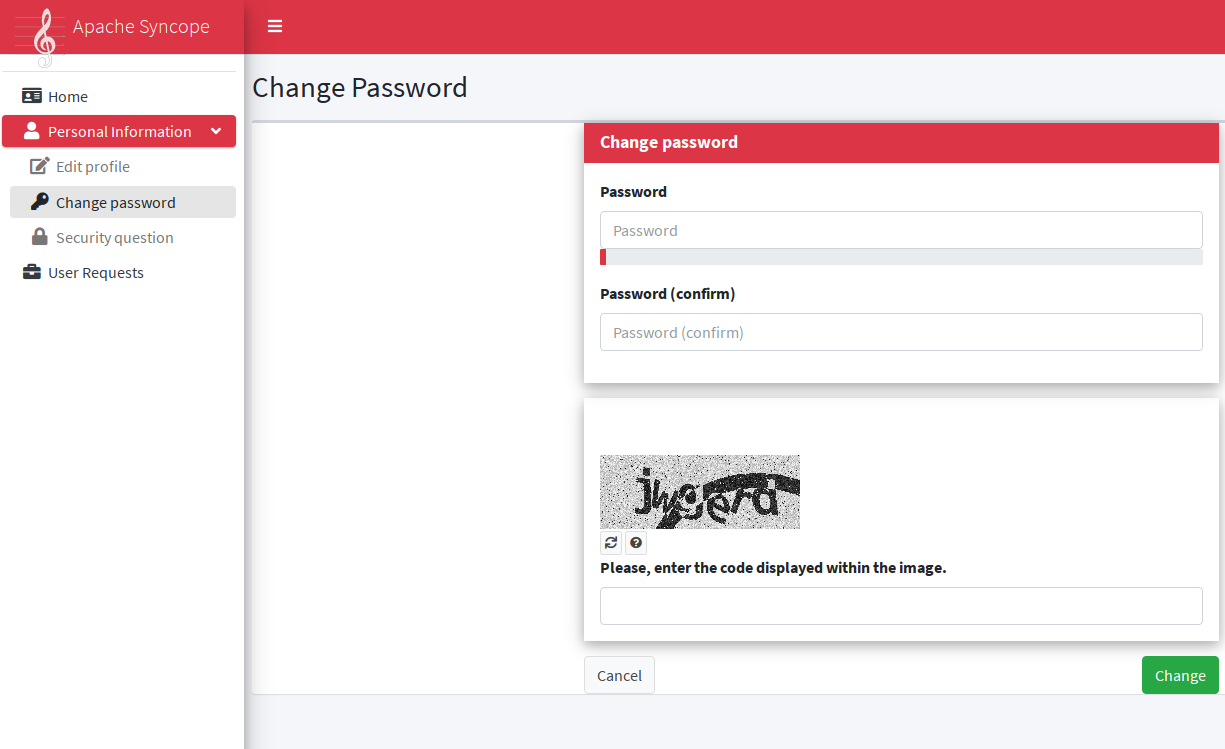 Apache Syncope
Change Password
Home
Personal Information
Edit profile
Change password
Security question
User Requests
Change password
Password
Password
Password (confirm)
Password (confirm)
Please, enter the code displayed within the image.
Cancel
Change